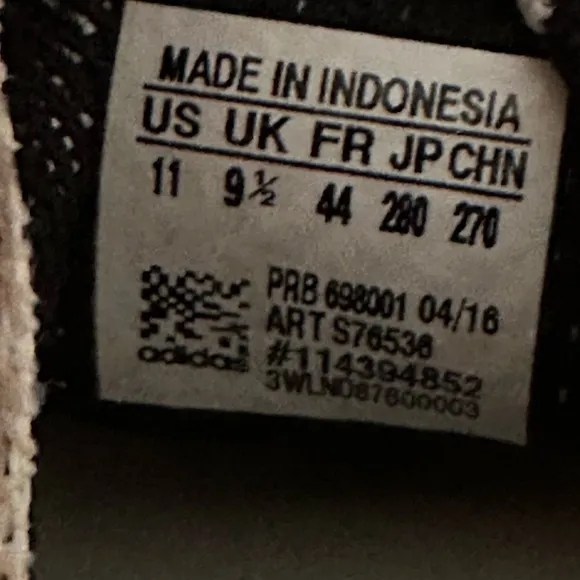 MADE IN INDONESIA
US UK FR JP CHN
11 9½ 44 280 270
PRB 698001 04/16
ART S76536
#114394852
adidas
3WLND87600003